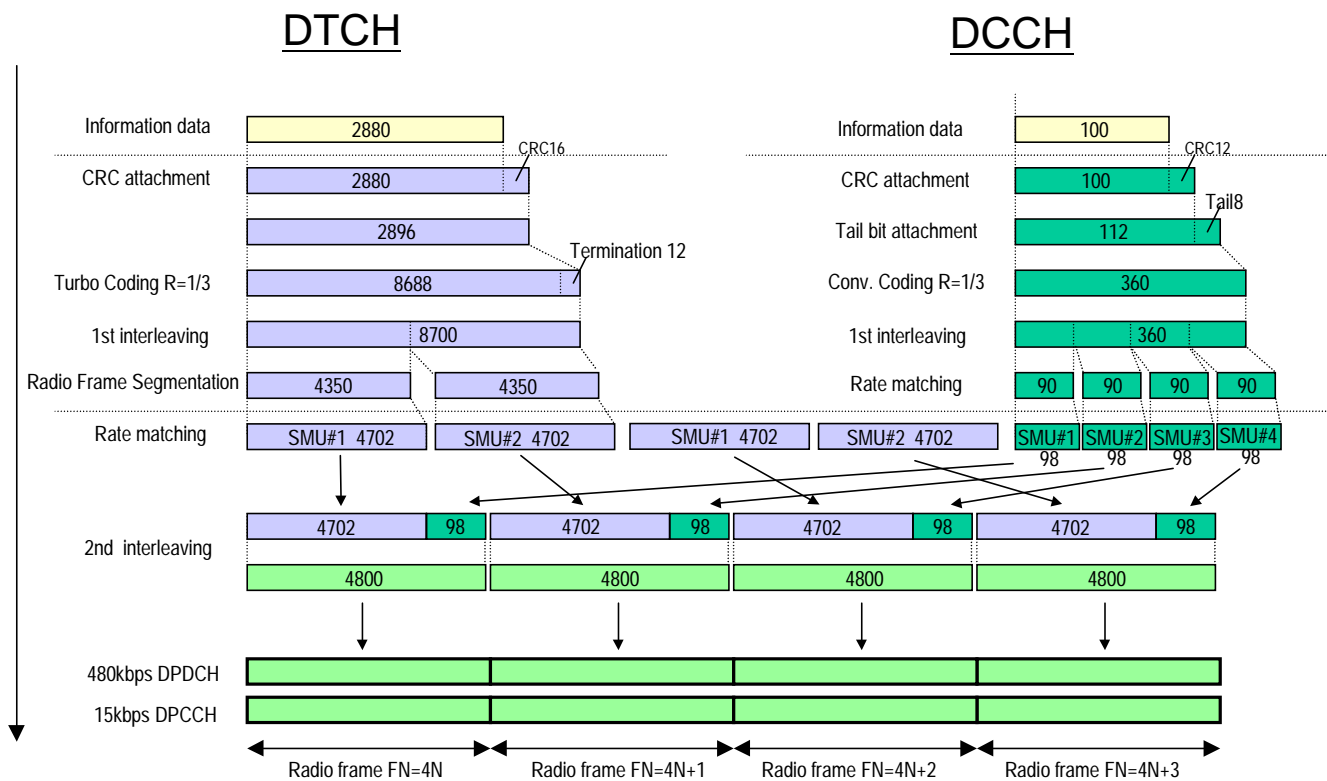 DTCH DCCH
Information data 2880 Information data 100
CRC16 CRC12
CRC attachment 2880 CRC attachment 100
Tail8
2896 Tail bit attachment 112
Termination 12
Turbo Coding R=1/3 8688 Conv. Coding R=1/3 360
1st interleaving 8700 1st interleaving 360
Radio Frame Segmentation 4350 4350 Rate matching 90 90 90 90
Rate matching SMU#1 4702 SMU#2 4702 SMU#1 4702 SMU#2 4702 SMU#1 SMU#2 SMU#3 SMU#4
98 98 98 98
4702 98 4702 98 4702 98 4702 98
2nd interleaving
4800 4800 4800 4800
480kbps DPDCH
15kbps DPCCH
Radio frame FN=4N Radio frame FN=4N+1 Radio frame FN=4N+2 Radio frame FN=4N+3